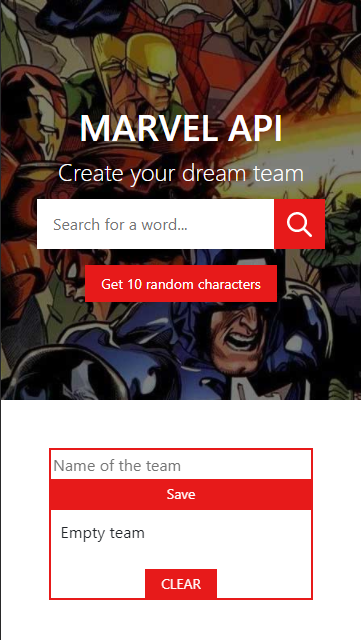 MARVEL API
Create your dream team
Search for a word...
Get 10 random characters
Name of the team
Save
Empty team
CLEAR